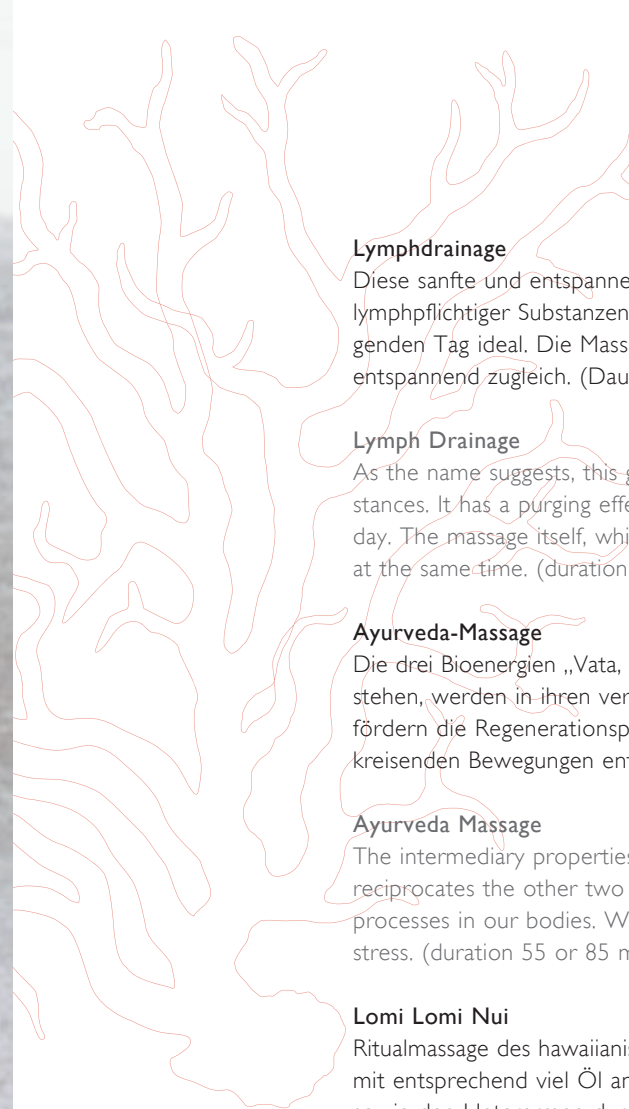 Lymphdrainage
Diese sanfte und entspanne
lymphpflichtiger Substanzen
genden Tag ideal. Die Mass
entspannend zugleich. (Dau
Lymph Drainage
As the name suggests, this g
stances. It has a purging effe
day. The massage itself, whi
at the same time. (duration
Ayurveda-Massage
Die drei Bioenergien „Vata,
stehen, werden in ihren ver
fördern die Regenerationsp
kreisenden Bewegungen ent
Ayurveda Massage
The intermediary properties
reciprocates the other two
processes in our bodies. W
stress. (duration 55 or 85 m
Lomi Lomi Nui
Ritualmassage des hawaiianis
mit entsprechend viel Öl an